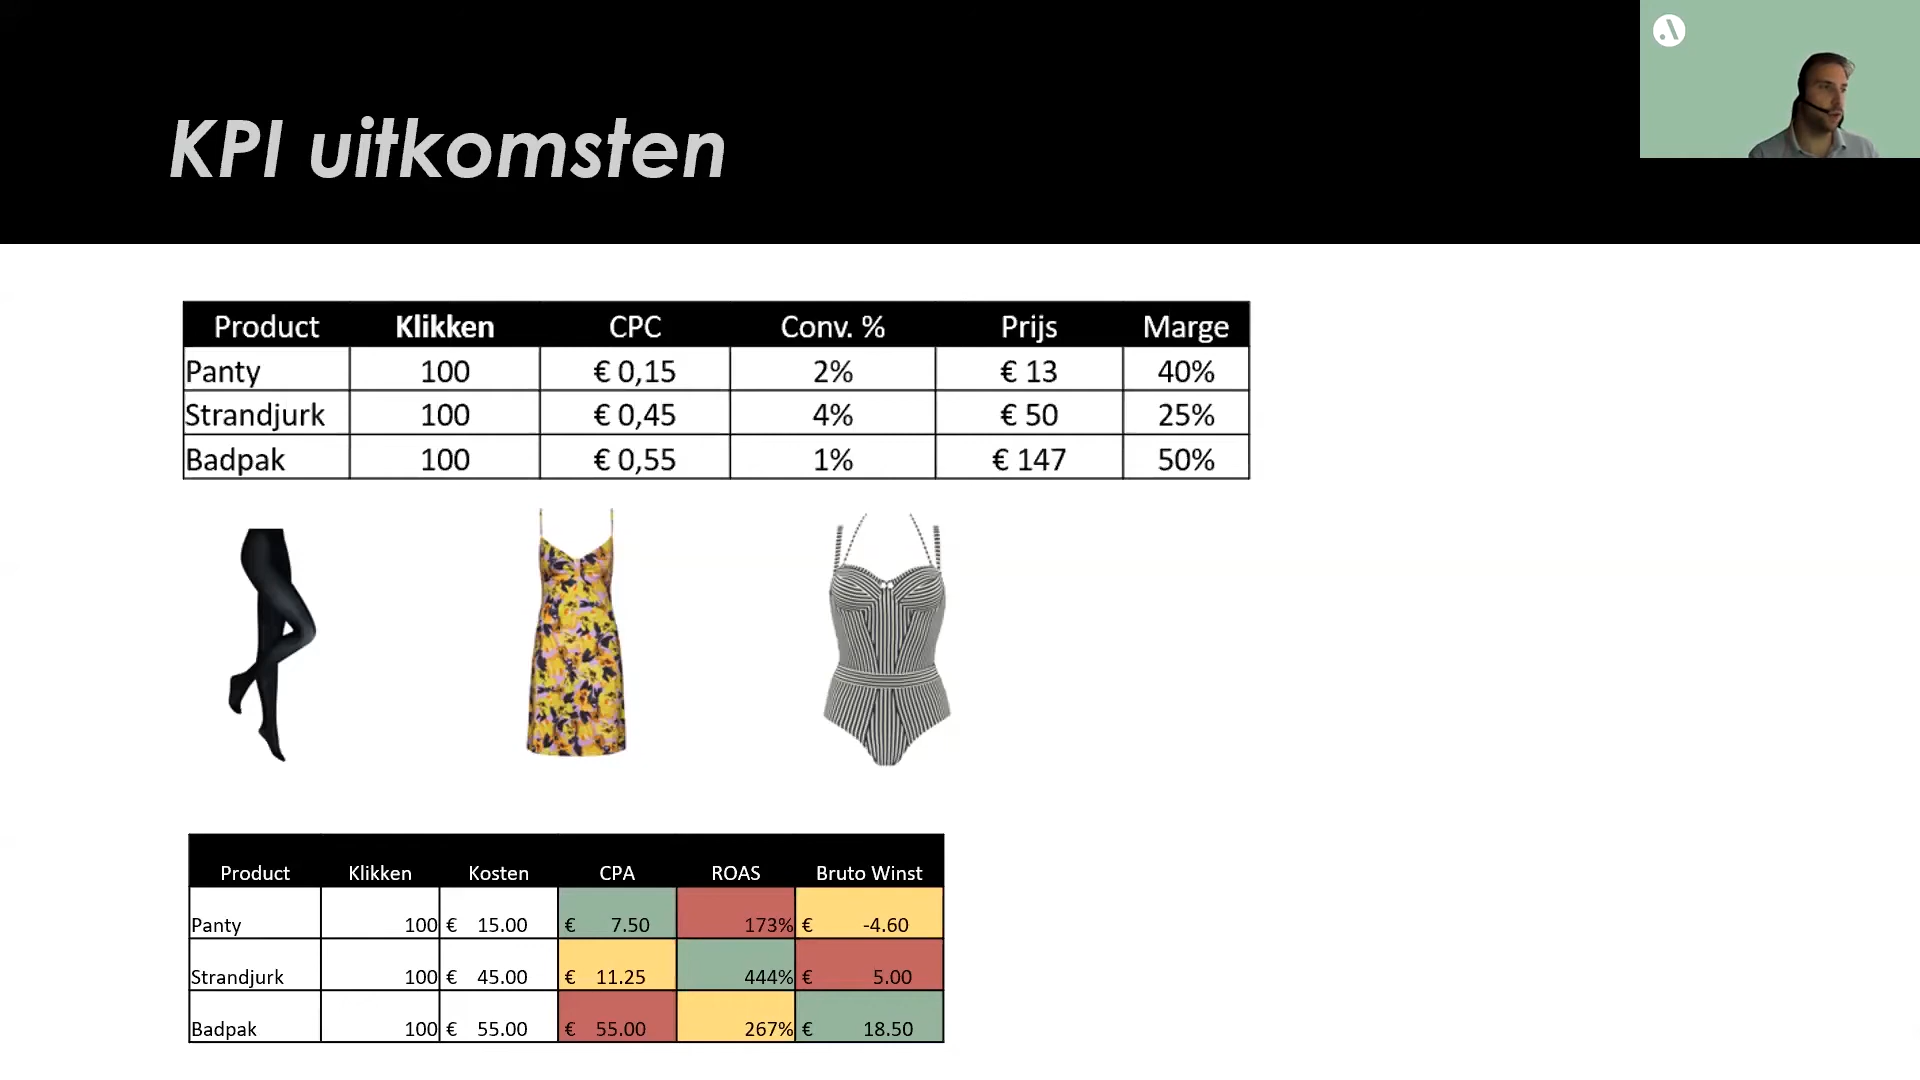 KPI uitkomsten
Product Klikken CPC Conv. % Prijs Marge
Panty 100 € 0,15 2% € 13 40%
Strandjurk 100 € 0,45 4% € 50 25%
Badpak 100 € 0,55 1% € 147 50%
Product Klikken Kosten CPA ROAS Bruto Winst
Panty 100 € 15.00 € 7.50 173% € -4.60
Strandjurk 100 € 45.00 € 11.25 444% € 5.00
Badpak 100 € 55.00 € 55.00 267% € 18.50